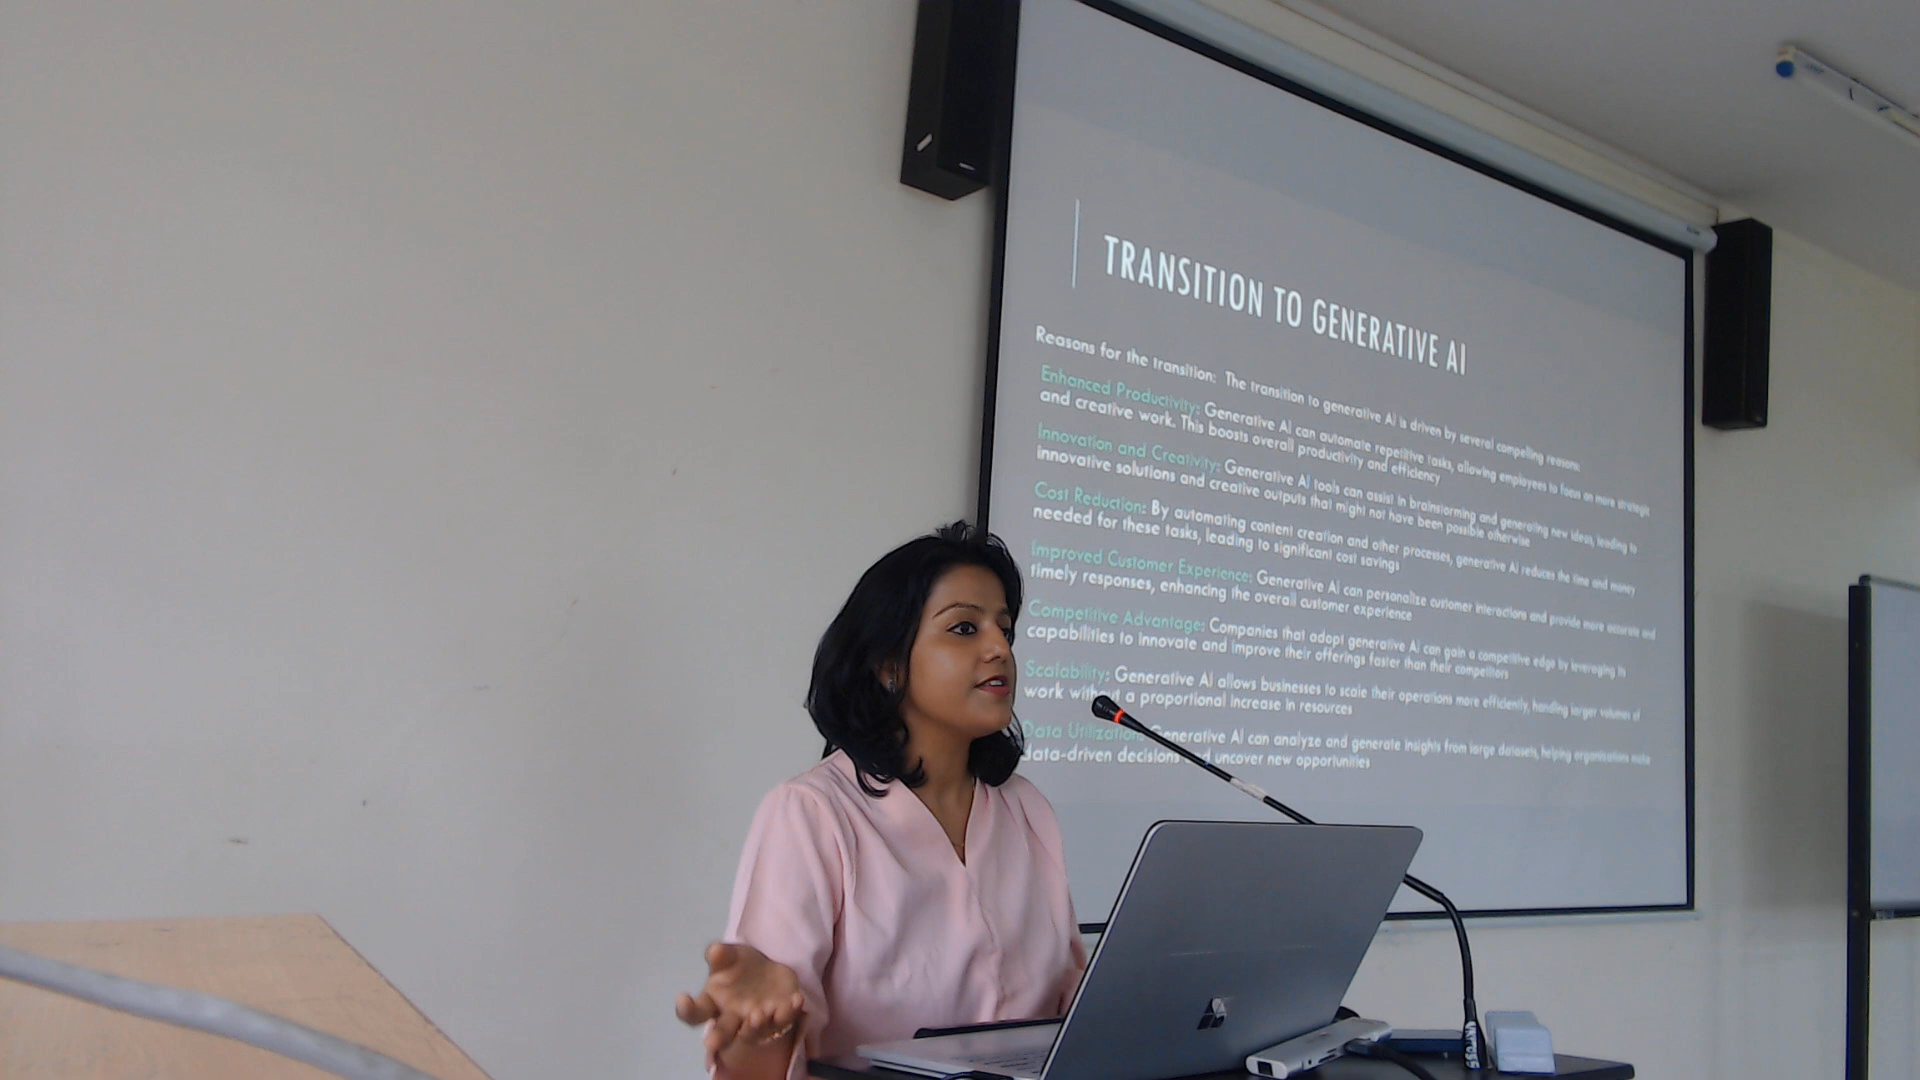 TRANSITION TO GENERATIVE AI
Reasons for the transition: The transition to generative AI is driven by several compelling reasons:
Enhanced Productivity: Generative AI can automate repetitive tasks, allowing employees to focus on more strategic
and creative work. This boosts overall productivity and efficiency
Innovation and Creativity: Generative AI tools can assist in brainstorming and generating new ideas, leading to
innovative solutions and creative outputs that might not have been possible otherwise
Cost Reduction: By automating content creation and other processes, generative AI reduces the time and money
needed for these tasks, leading to significant cost savings
Improved Customer Experience: Generative AI can personalize customer interactions and provide more accurate and
timely responses, enhancing the overall customer experience
Competitive Advantage: Companies that adopt generative AI can gain a competitive edge by leveraging its
capabilities to innovate and improve their offerings faster than their competitors
Scalability: Generative AI allows businesses to scale their operations more efficiently, handling larger volumes of
work without a proportional increase in resources
Data Utilization: Generative AI can analyze and generate insights from large datasets, helping organizations make
data-driven decisions and uncover new opportunities